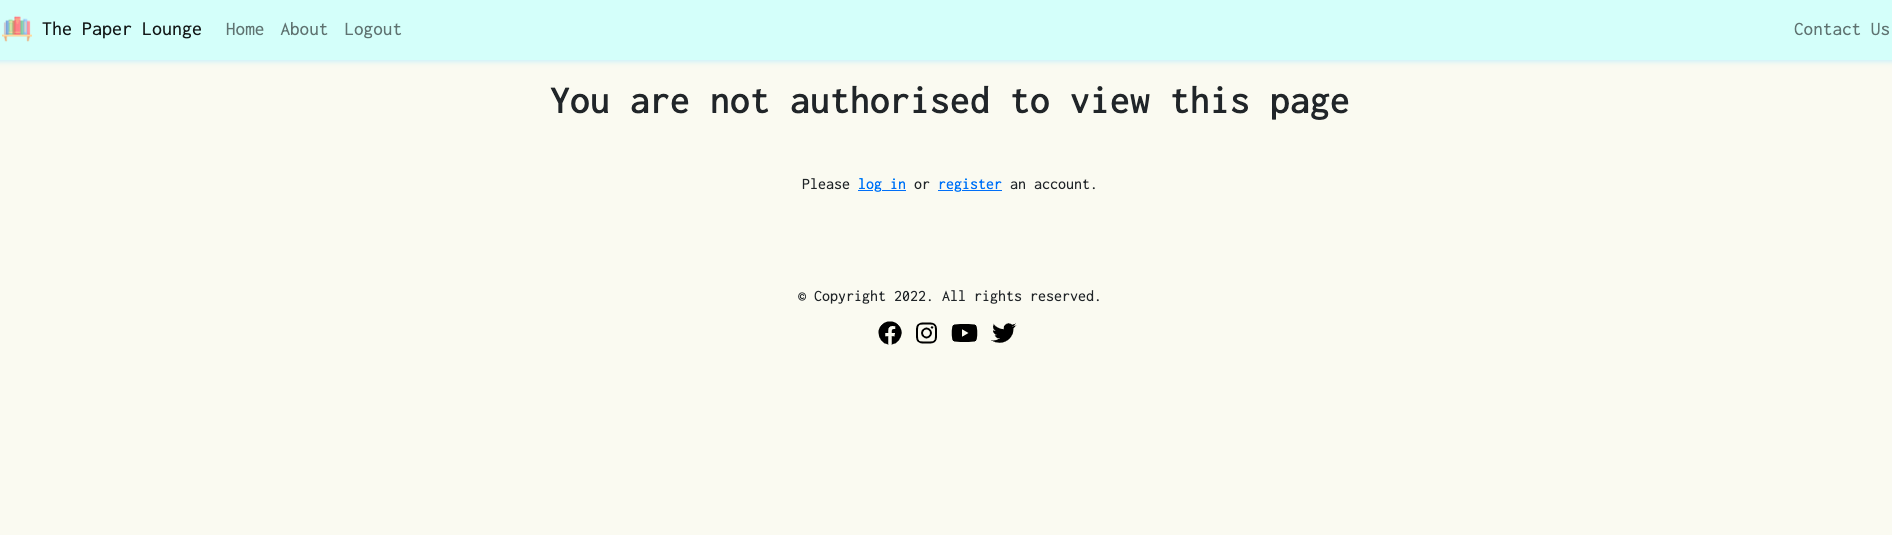 The Paper Lounge Home About Logout Contact Us
You are not authorised to view this page
Please log in or register an account.
© Copyright 2022. All rights reserved.